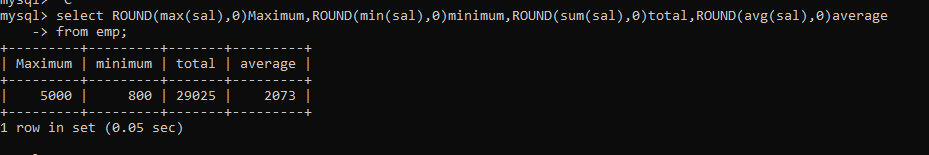 mysql> ^C
mysql> select ROUND(max(sal),0)Maximum,ROUND(min(sal),0)minimum,ROUND(sum(sal),0)total,ROUND(avg(sal),0)average
    -> from emp;
+---------+---------+-------+---------+
| Maximum | minimum | total | average |
+---------+---------+-------+---------+
|    5000 |     800 | 29025 |    2073 |
+---------+---------+-------+---------+
1 row in set (0.05 sec)